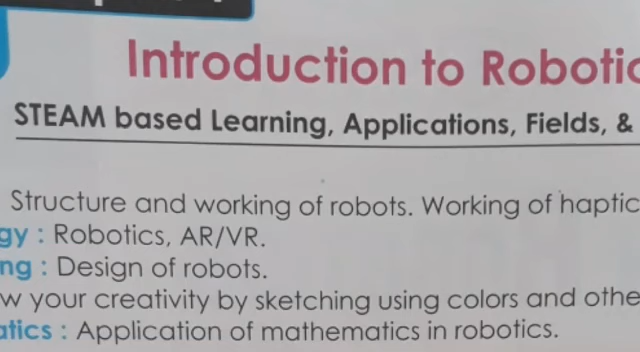 Introduction to Robotic
STEAM based Learning, Applications, Fields, &
Structure and working of robots. Working of haptic
gy : Robotics, AR/VR.
ng : Design of robots.
w your creativity by sketching using colors and othe
atics : Application of mathematics in robotics.